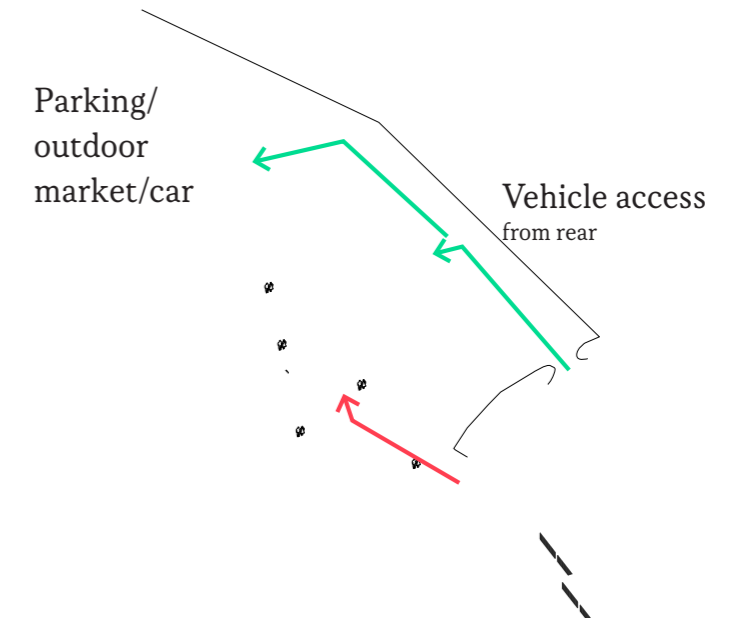 Parking/
outdoor
market/car
Vehicle access
from rear